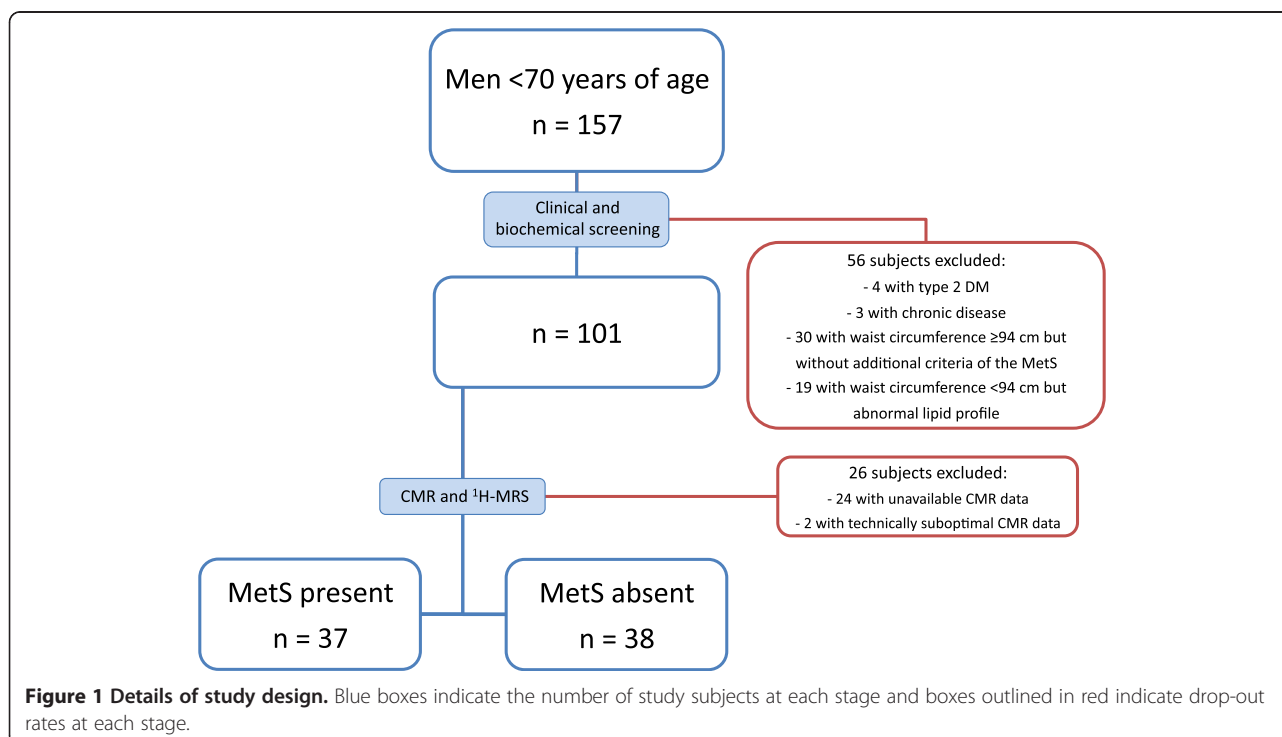 Men <70 years of age
n = 157
Clinical and
biochemical screening
56 subjects excluded:
- 4 with type 2 DM
- 3 with chronic disease
- 30 with waist circumference ≥94 cm but
without additional criteria of the MetS
- 19 with waist circumference <94 cm but
abnormal lipid profile
n = 101
CMR and ¹H-MRS
26 subjects excluded:
- 24 with unavailable CMR data
- 2 with technically suboptimal CMR data
MetS present
n = 37
MetS absent
n = 38
Figure 1 Details of study design. Blue boxes indicate the number of study subjects at each stage and boxes outlined in red indicate drop-out
rates at each stage.